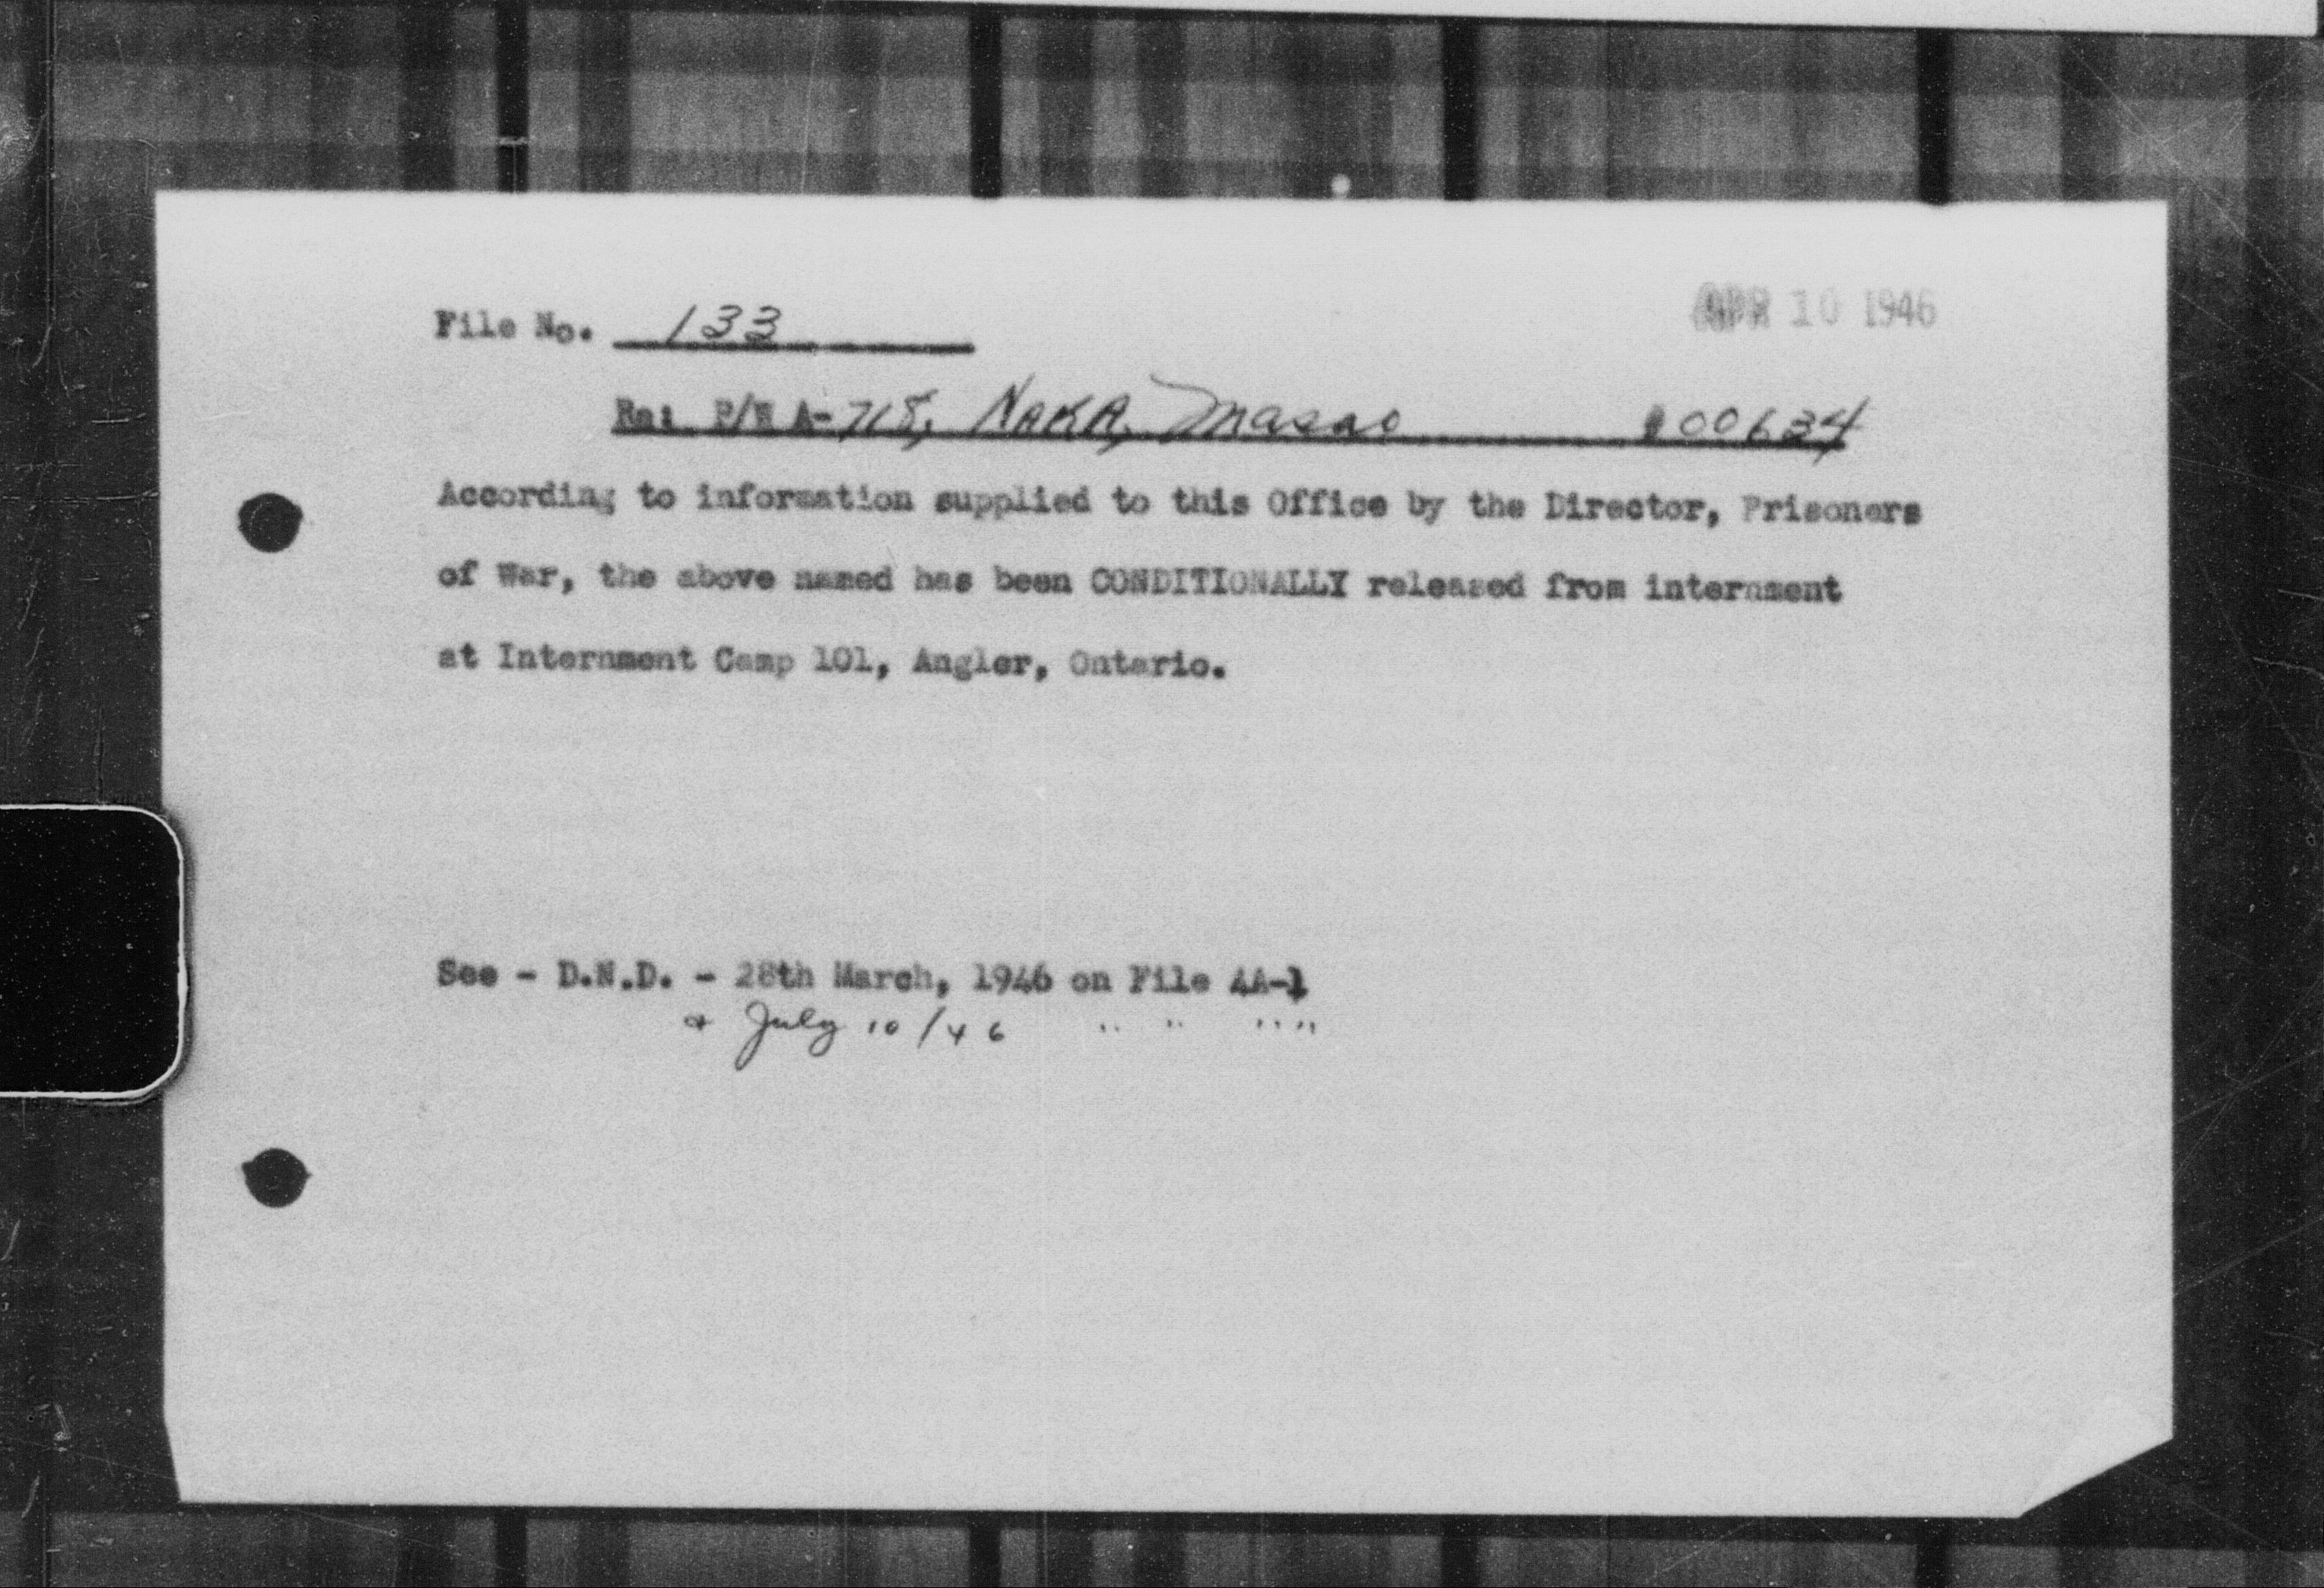 APR 10 1946
File No. 133
Re: P/W A-718, NAKA, Masao #00634
According to information supplied to this Office by the Director, Prisoners
of War, the above named has been CONDITIONALLY released from internment
at Internment Camp 101, Angler, Ontario.
See - D.N.D. - 28th March, 1946 on File 4A-1
& July 10/46 " " " "